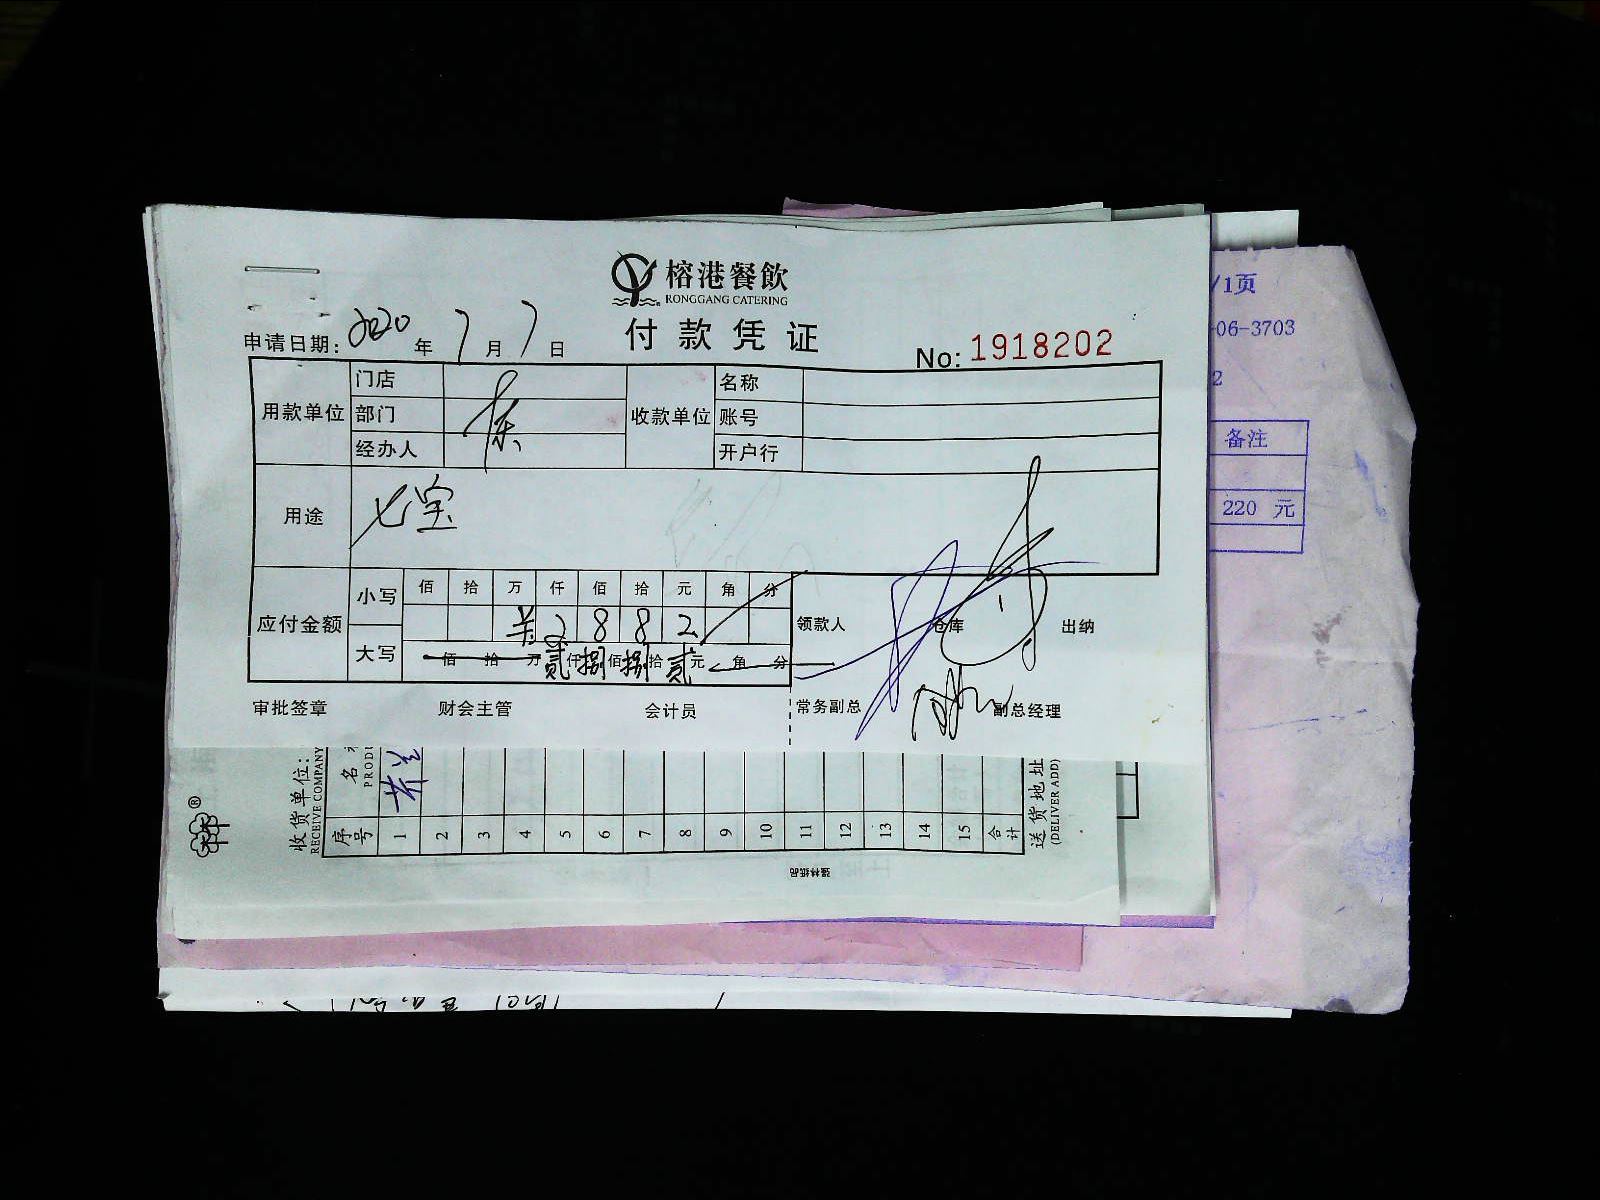 榕港餐飲
RONGGANG CATERING
付款凭证
申请日期: 2020 年 7 月 7 日
No: 1918202
用款单位 门店 收款单位 名称
部门 账号
经办人 开户行
用途 七宝
应付金额 小写 佰 拾 万 仟 佰 拾 元 角 分
2 8 8 2
领款人 仓库 出纳
大写 佰 拾 万 贰 仟 捌 佰 捌 拾 贰 元 角 分
审批签章 财会主管 会计员 常务副总 副总经理
/1页
06-3703
2
备注
220 元
收货单位:
RECEIVE COMPANY
名
PROD
序号 1 2 3 4 5 6 7 8 9 10 11 12 13 14 15 合计
送货地址
(DELIVER ADD)